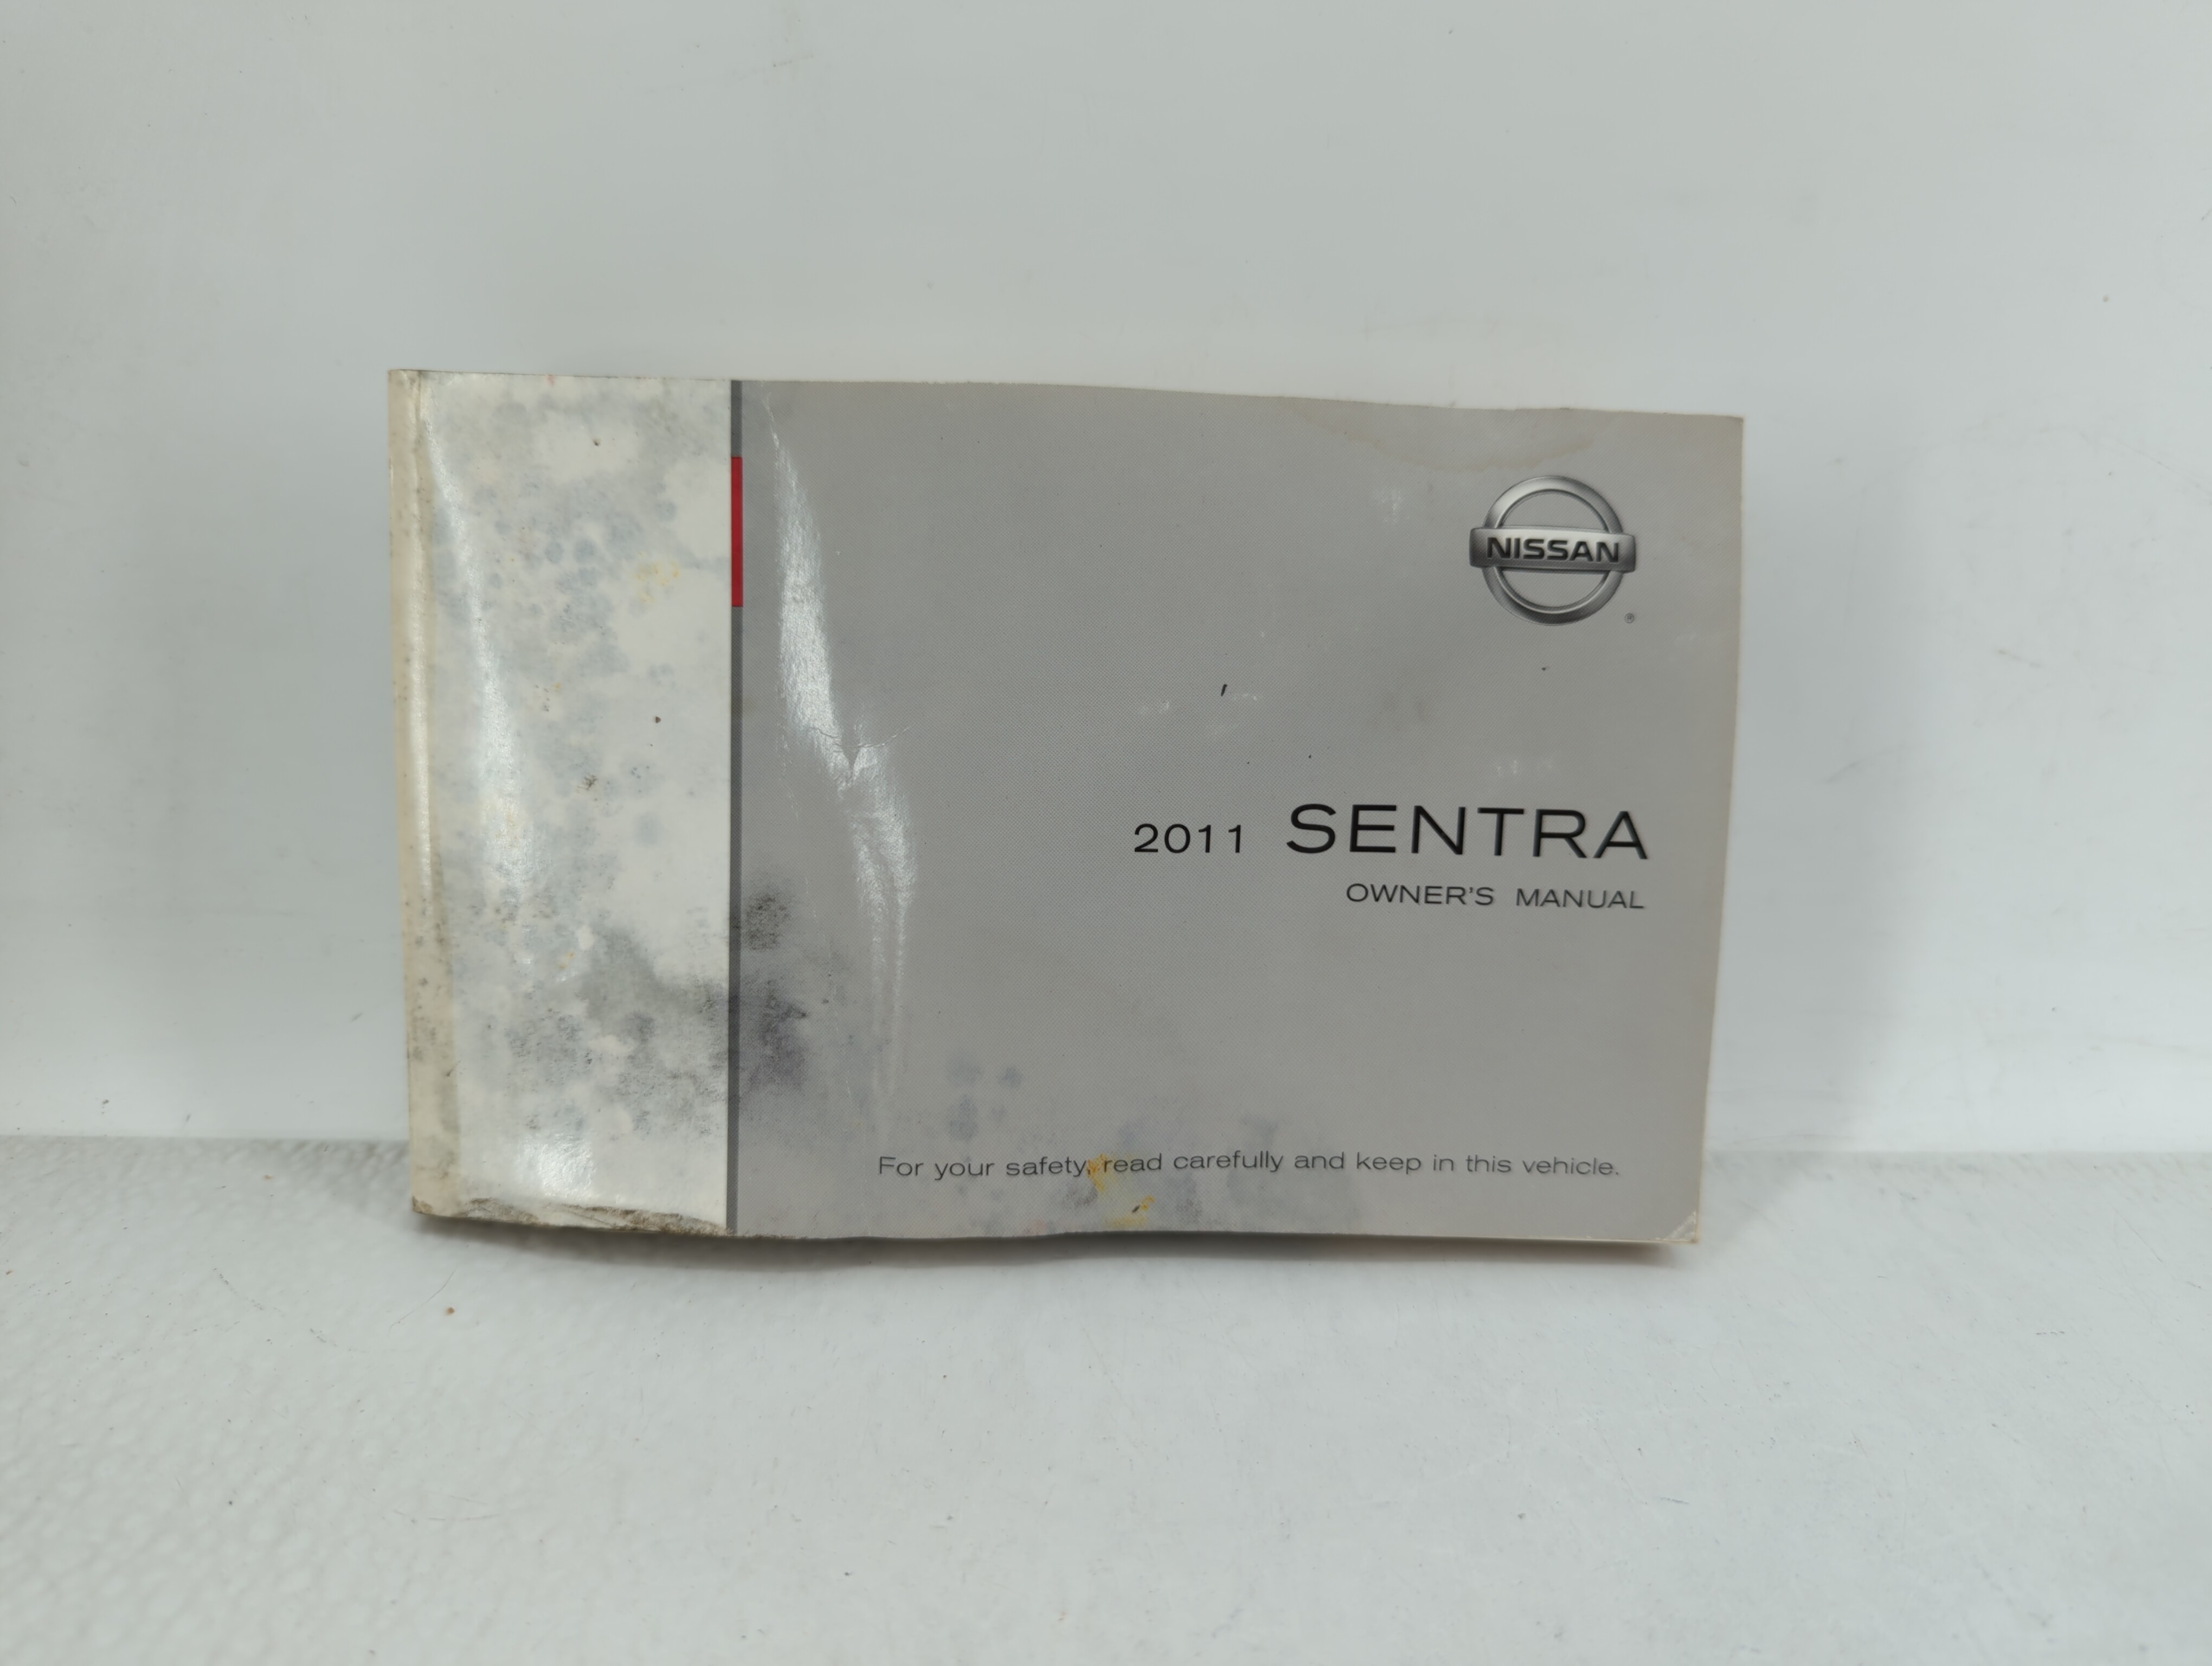 NISSAN
®
2011 SENTRA
OWNER'S MANUAL
For your safety, read carefully and keep in this vehicle.